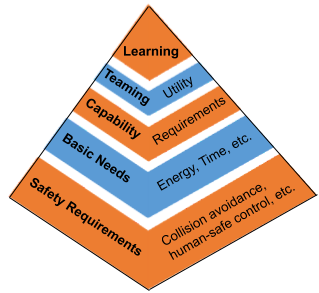 Learning
Teaming
Utility
Capability
Requirements
Basic Needs
Energy, Time, etc.
Safety Requirements
Collision avoidance,
human-safe control, etc.